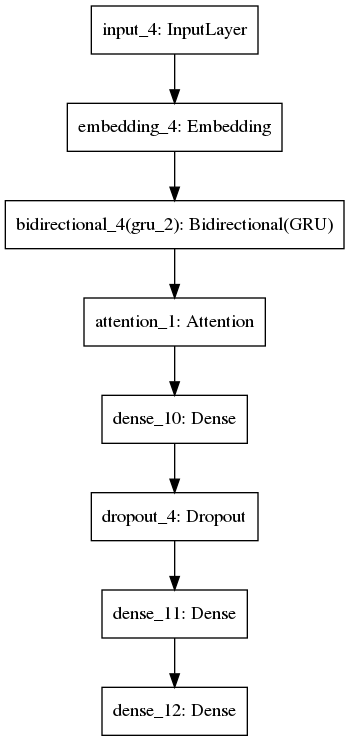 input_4: InputLayer
embedding_4: Embedding
bidirectional_4(gru_2): Bidirectional(GRU)
attention_1: Attention
dense_10: Dense
dropout_4: Dropout
dense_11: Dense
dense_12: Dense